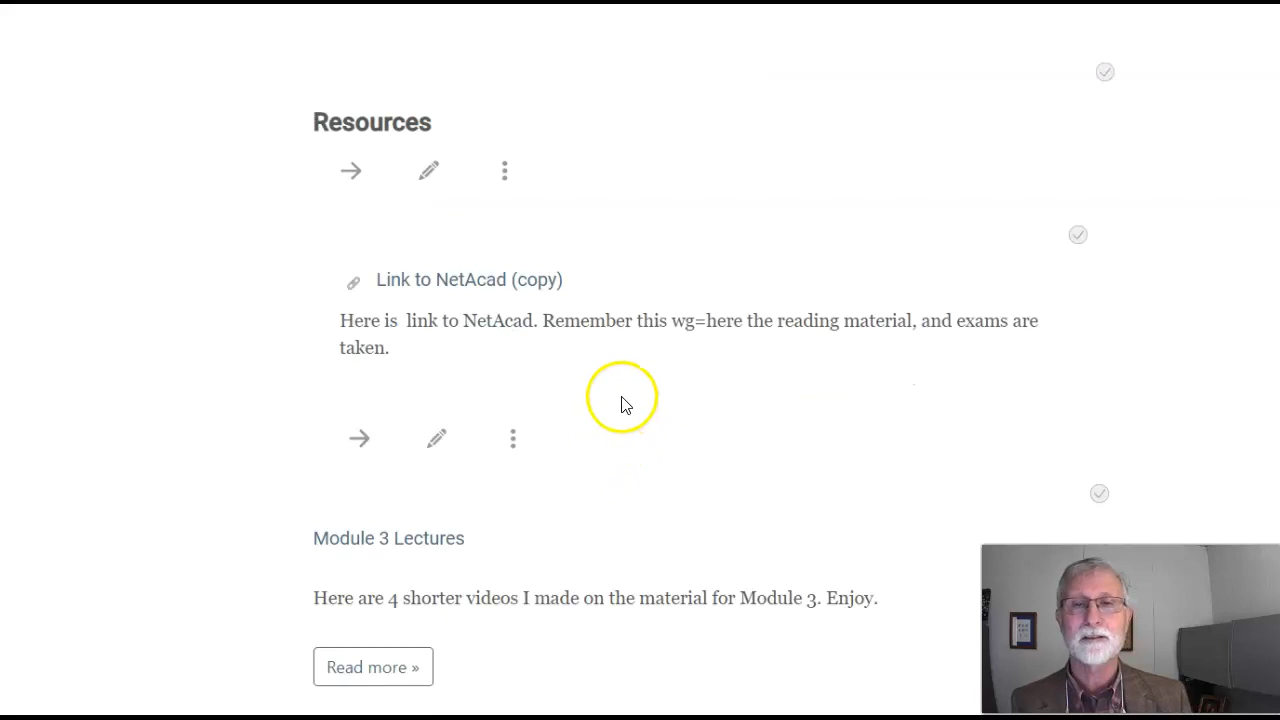 Resources
Link to NetAcad (copy)
Here is link to NetAcad. Remember this wg=here the reading material, and exams are
taken.
Module 3 Lectures
Here are 4 shorter videos I made on the material for Module 3. Enjoy.
Read more »